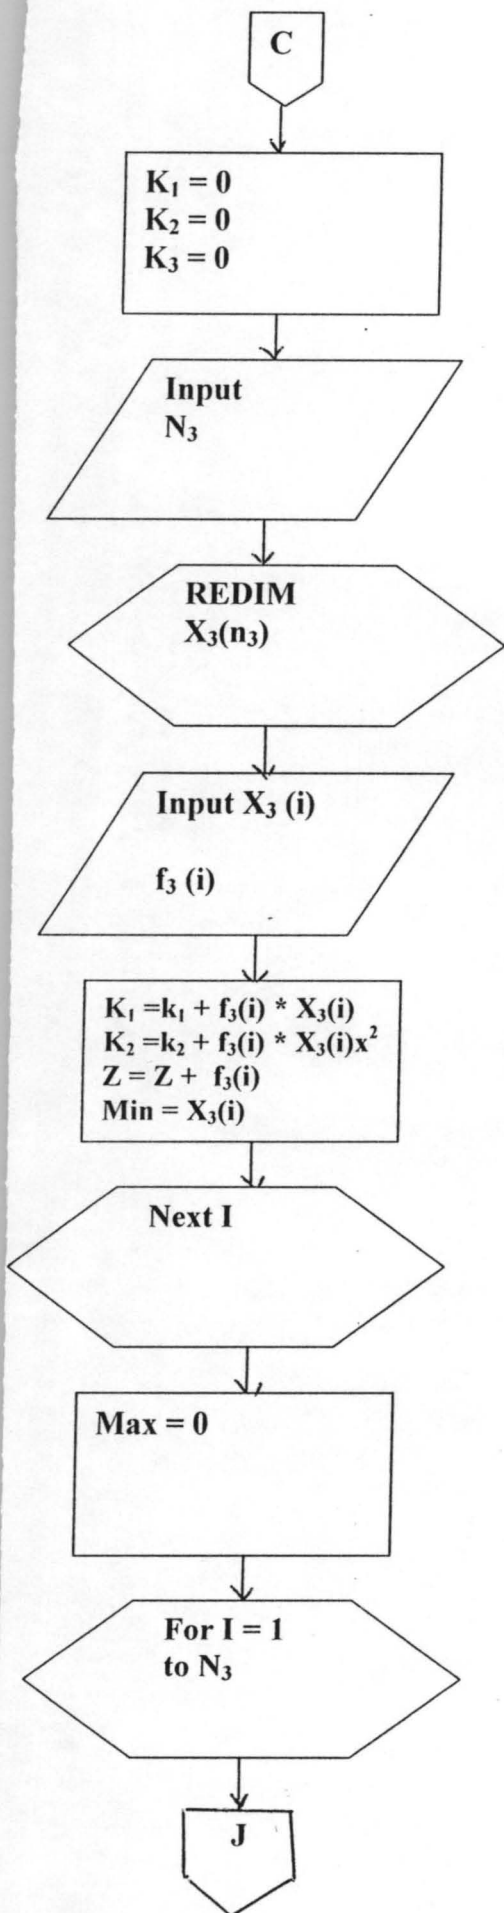 C
K₁ = 0
K₂ = 0
K₃ = 0
Input
N₃
REDIM
X₃(n₃)
Input X₃ (i)
f₃ (i)
K₁ =k₁ + f₃(i) * X₃(i)
K₂ =k₂ + f₃(i) * X₃(i)x²
Z = Z + f₃(i)
Min = X₃(i)
Next I
Max = 0
For I = 1
to N₃
J